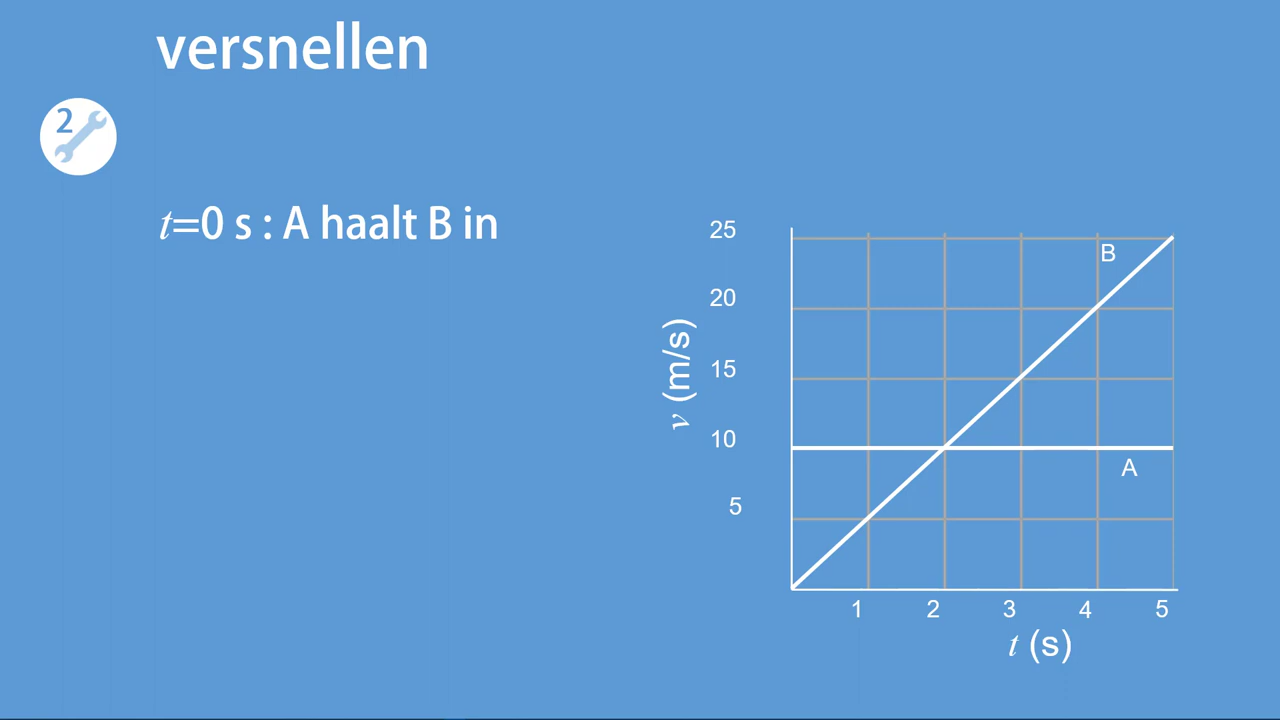 versnellen
2
t=0 s : A haalt B in
25
20
15
10
5
v (m/s)
B
A
1 2 3 4 5
t (s)